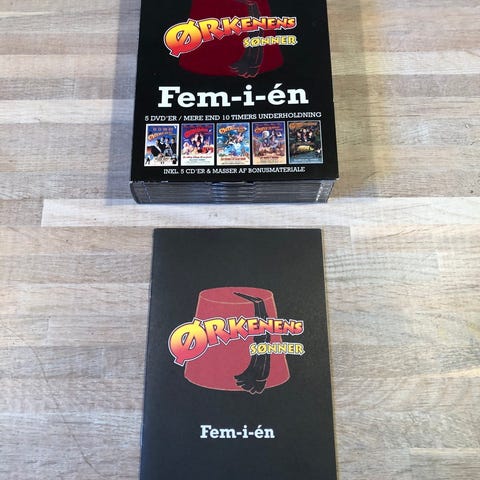 ØRKENENS
SØNNER
Fem-i-én
5 DVD'ER / MERE END 10 TIMERS UNDERHOLDNING
INKL. 5 CD'ER & MASSER AF BONUSMATERIALE
ØRKENENS
SØNNER
Fem-i-én